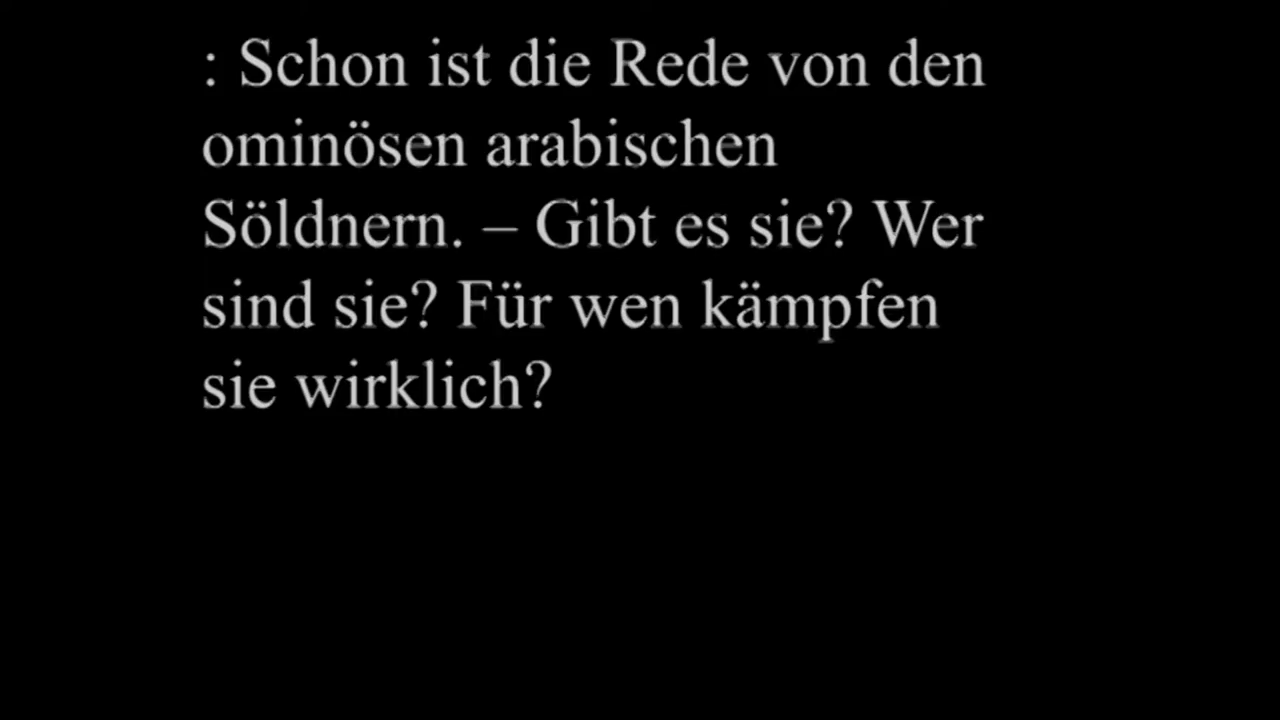 : Schon ist die Rede von den
ominösen arabischen
Söldnern. – Gibt es sie? Wer
sind sie? Für wen kämpfen
sie wirklich?